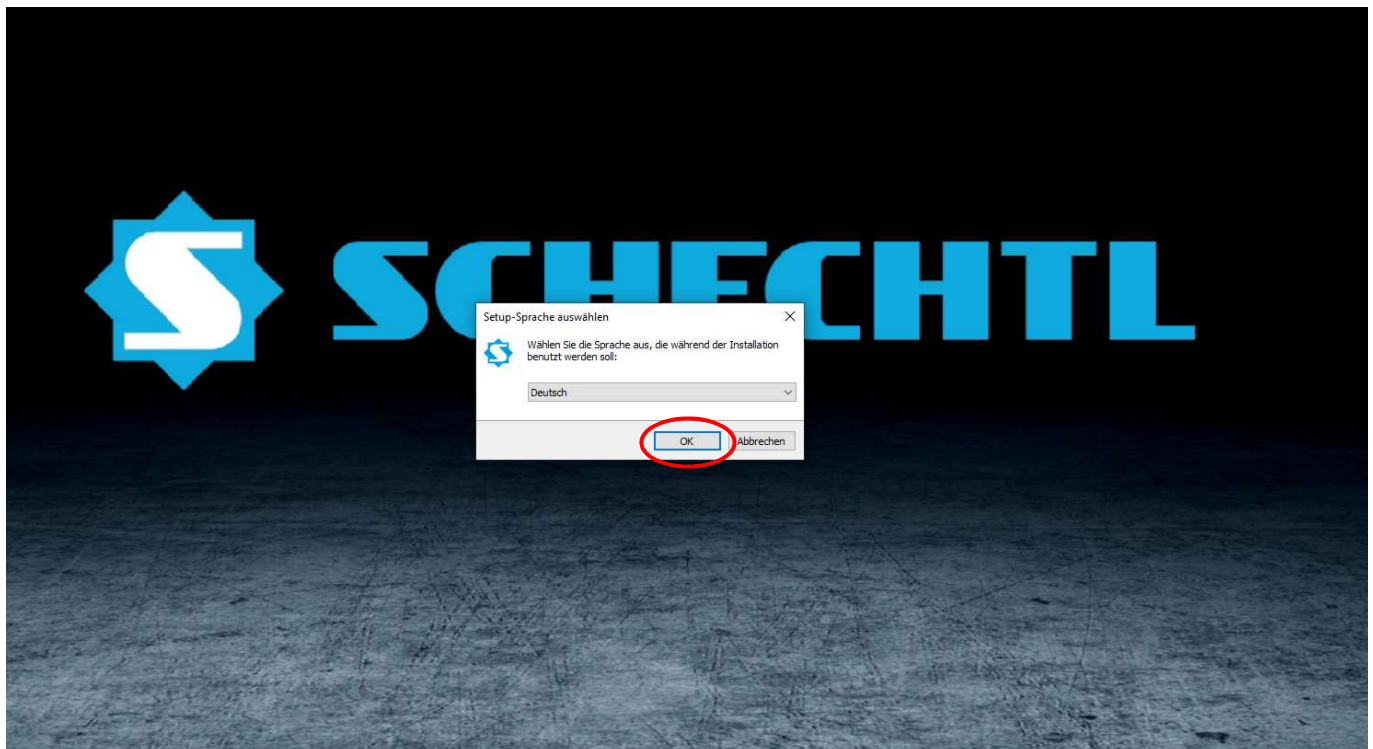 SCHECHTL
Setup-Sprache auswählen
Wählen Sie die Sprache aus, die während der Installation
benutzt werden soll:
Deutsch
OK
Abbrechen